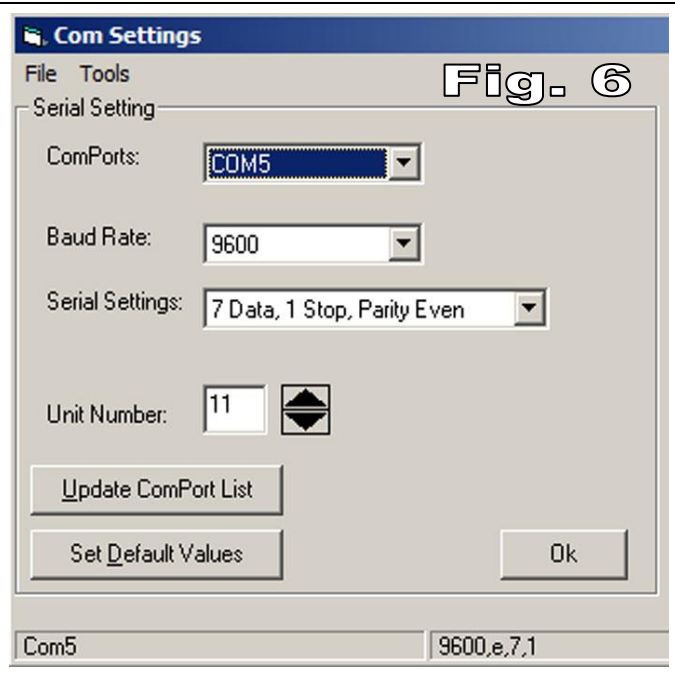 Com Settings
File Tools
Fig. 6
Serial Setting
ComPorts: COM5
Baud Rate: 9600
Serial Settings: 7 Data, 1 Stop, Parity Even
Unit Number: 11
Update ComPort List
Set Default Values Ok
Com5 9600,e,7,1